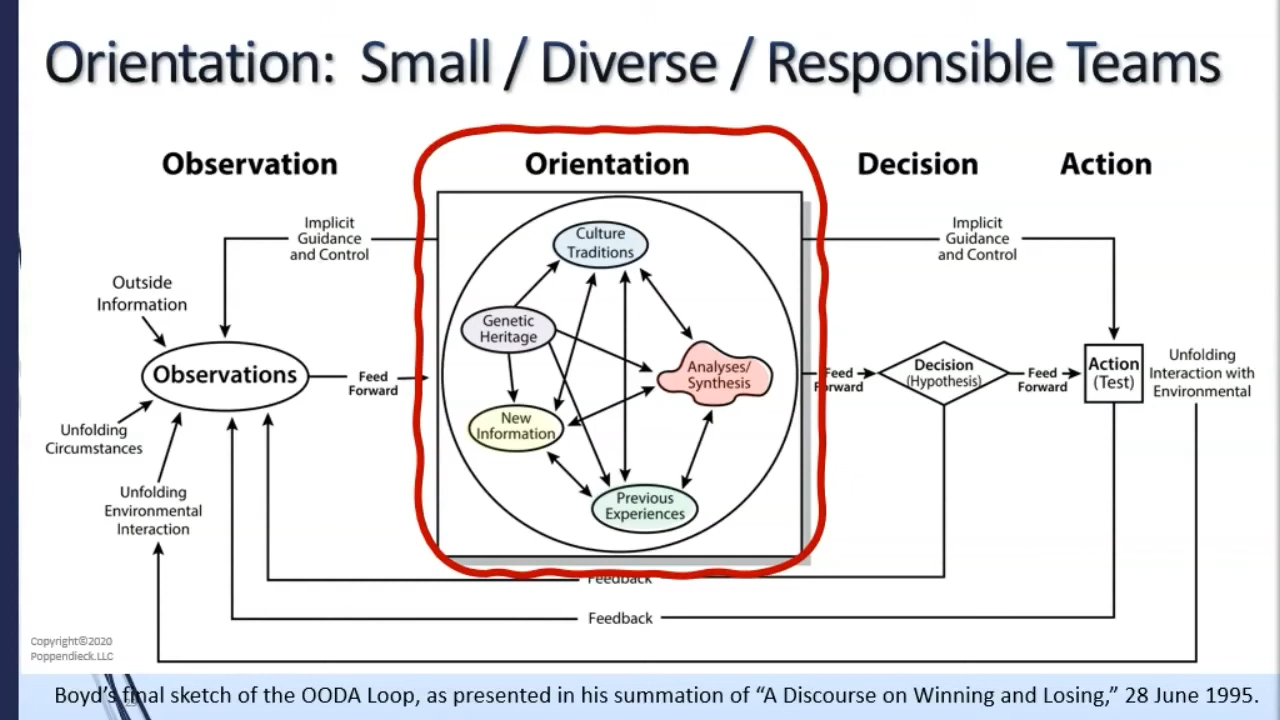 Orientation: Small / Diverse / Responsible Teams
Observation
Orientation
Decision
Action
Implicit
Guidance
and Control
Implicit
Guidance
and Control
Outside
Information
Observations
Unfolding
Circumstances
Unfolding
Environmental
Interaction
Feed
Forward
Culture
Traditions
Genetic
Heritage
Analyses/
Synthesis
New
Information
Previous
Experiences
Feed
Forward
Decision
(Hypothesis)
Feed
Forward
Action
(Test)
Unfolding
Interaction with
Environmental
Feedback
Feedback
Copyright©2020
Poppendieck.LLC
Boyd's final sketch of the OODA Loop, as presented in his summation of “A Discourse on Winning and Losing,” 28 June 1995.